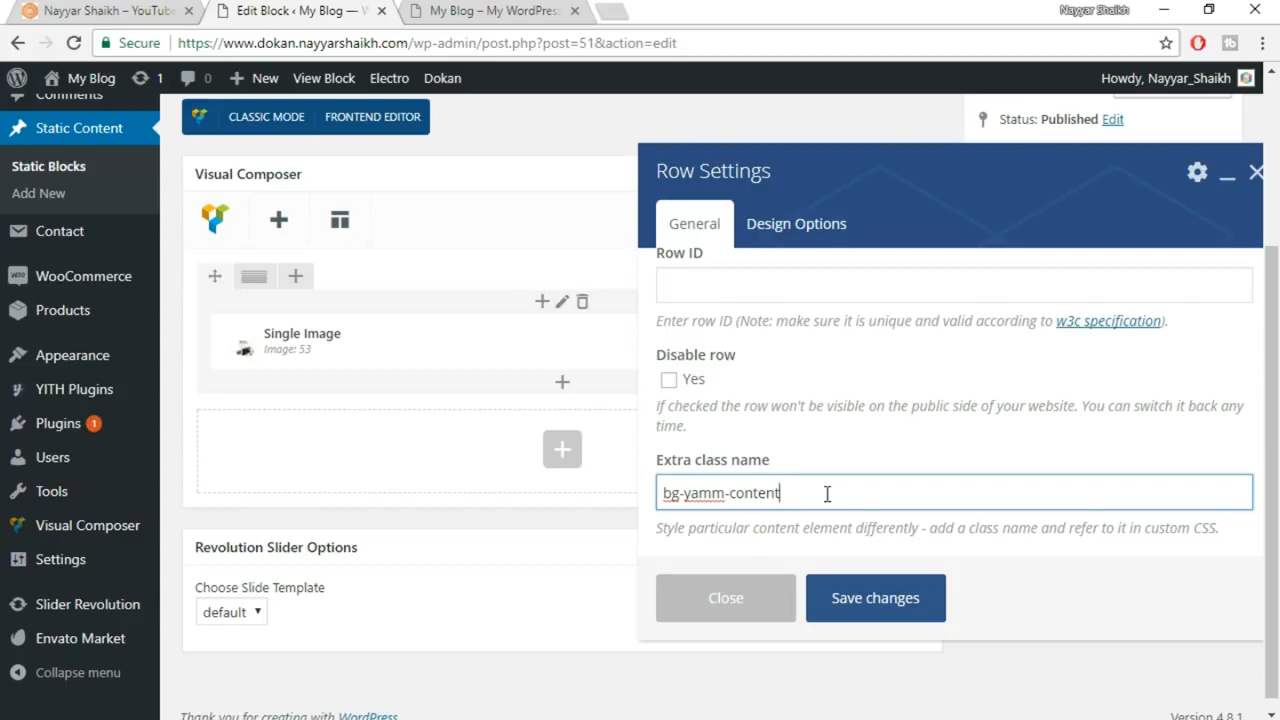 Nayyar Shaikh – YouTube
Edit Block ‹ My Blog — W
My Blog – My WordPress
Nayyar Shaikh
Secure
https://www.dokan.nayyarshaikh.com/wp-admin/post.php?post=51&action=edit
My Blog
1
0
New
View Block
Electro
Dokan
Howdy, Nayyar_Shaikh
Comments
Static Content
Static Blocks
Add New
Contact
WooCommerce
Products
Appearance
YITH Plugins
Plugins 1
Users
Tools
Visual Composer
Settings
Slider Revolution
Envato Market
Collapse menu
CLASSIC MODE
FRONTEND EDITOR
Status: Published Edit
Visual Composer
Single Image
Image: 53
Revolution Slider Options
Choose Slide Template
default
Row Settings
General
Design Options
Row ID
Enter row ID (Note: make sure it is unique and valid according to w3c specification).
Disable row
Yes
If checked the row won't be visible on the public side of your website. You can switch it back any
time.
Extra class name
bg-yamm-content
Style particular content element differently - add a class name and refer to it in custom CSS.
Close
Save changes
Thank you for creating with WordPress
Version 4.8.1